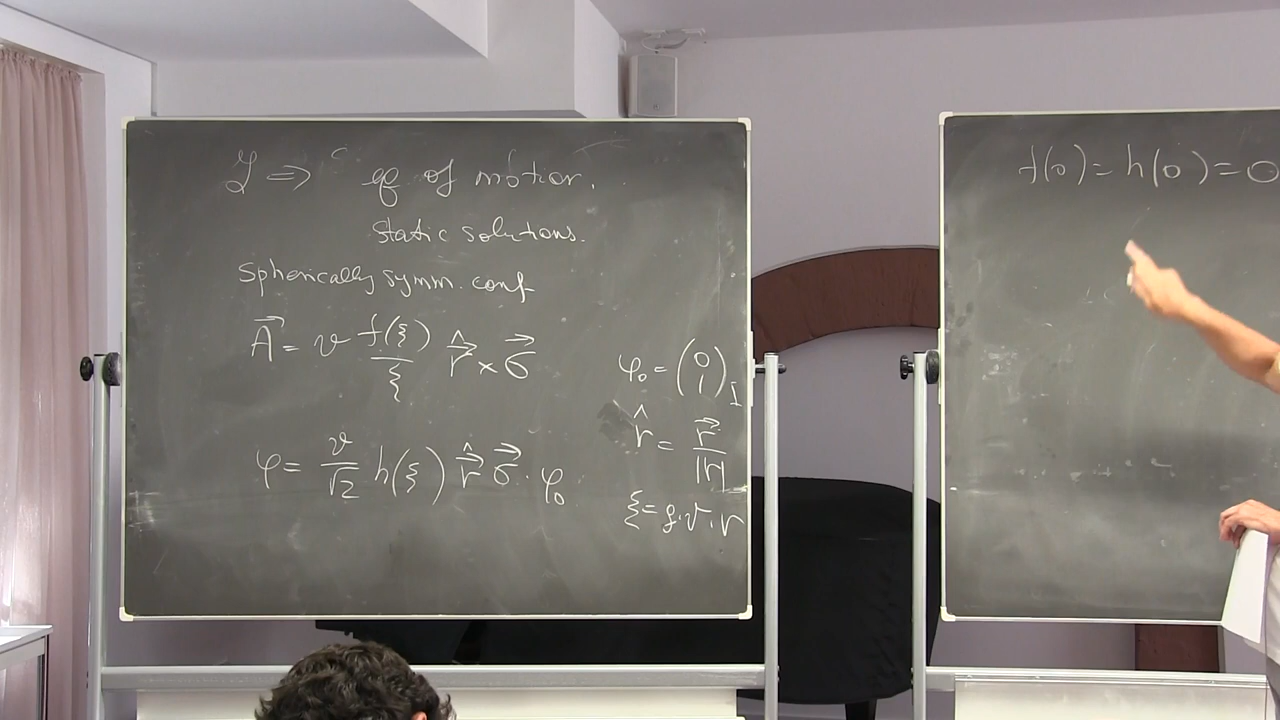 ℒ ⇒ eq of motion.
static solutions.
Spherically symm. conf
A⃗ = v f(ξ)/ξ r̂⃗ × σ⃗
φ = v/√2 h(ξ) r̂⃗ σ⃗ · φ₀
φ₀ = (0 1)
r̂ = r⃗/|r|
ξ = g·v·r
f(0) = h(0) = 0